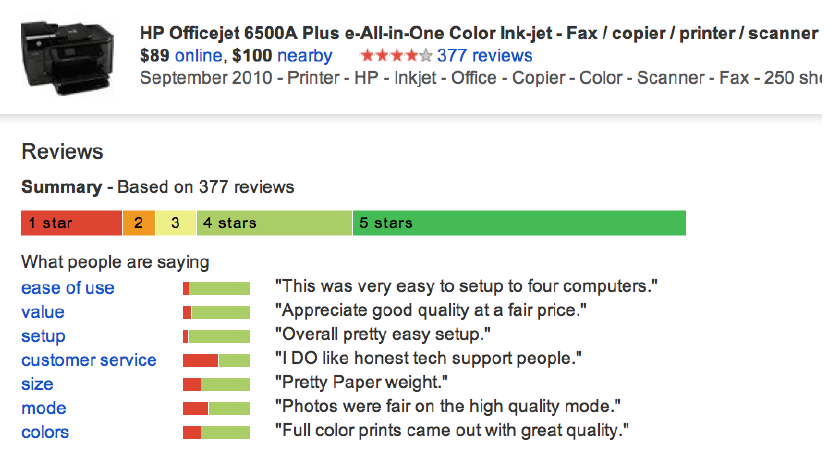 HP Officejet 6500A Plus e-All-in-One Color Ink-jet - Fax / copier / printer / scanner
$89 online, $100 nearby 377 reviews
September 2010 - Printer - HP - Inkjet - Office - Copier - Color - Scanner - Fax - 250 she
Reviews
Summary - Based on 377 reviews
1 star 2 3 4 stars 5 stars
What people are saying
ease of use "This was very easy to setup to four computers."
value "Appreciate good quality at a fair price."
setup "Overall pretty easy setup."
customer service "I DO like honest tech support people."
size "Pretty Paper weight."
mode "Photos were fair on the high quality mode."
colors "Full color prints came out with great quality."